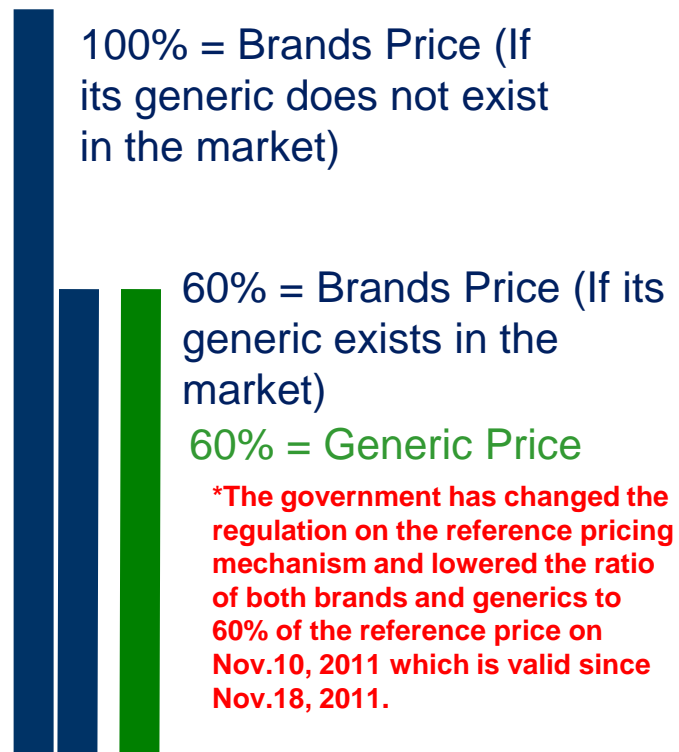 100% = Brands Price (If
its generic does not exist
in the market)
60% = Brands Price (If its
generic exists in the
market)
60% = Generic Price
*The government has changed the
regulation on the reference pricing
mechanism and lowered the ratio
of both brands and generics to
60% of the reference price on
Nov.10, 2011 which is valid since
Nov.18, 2011.